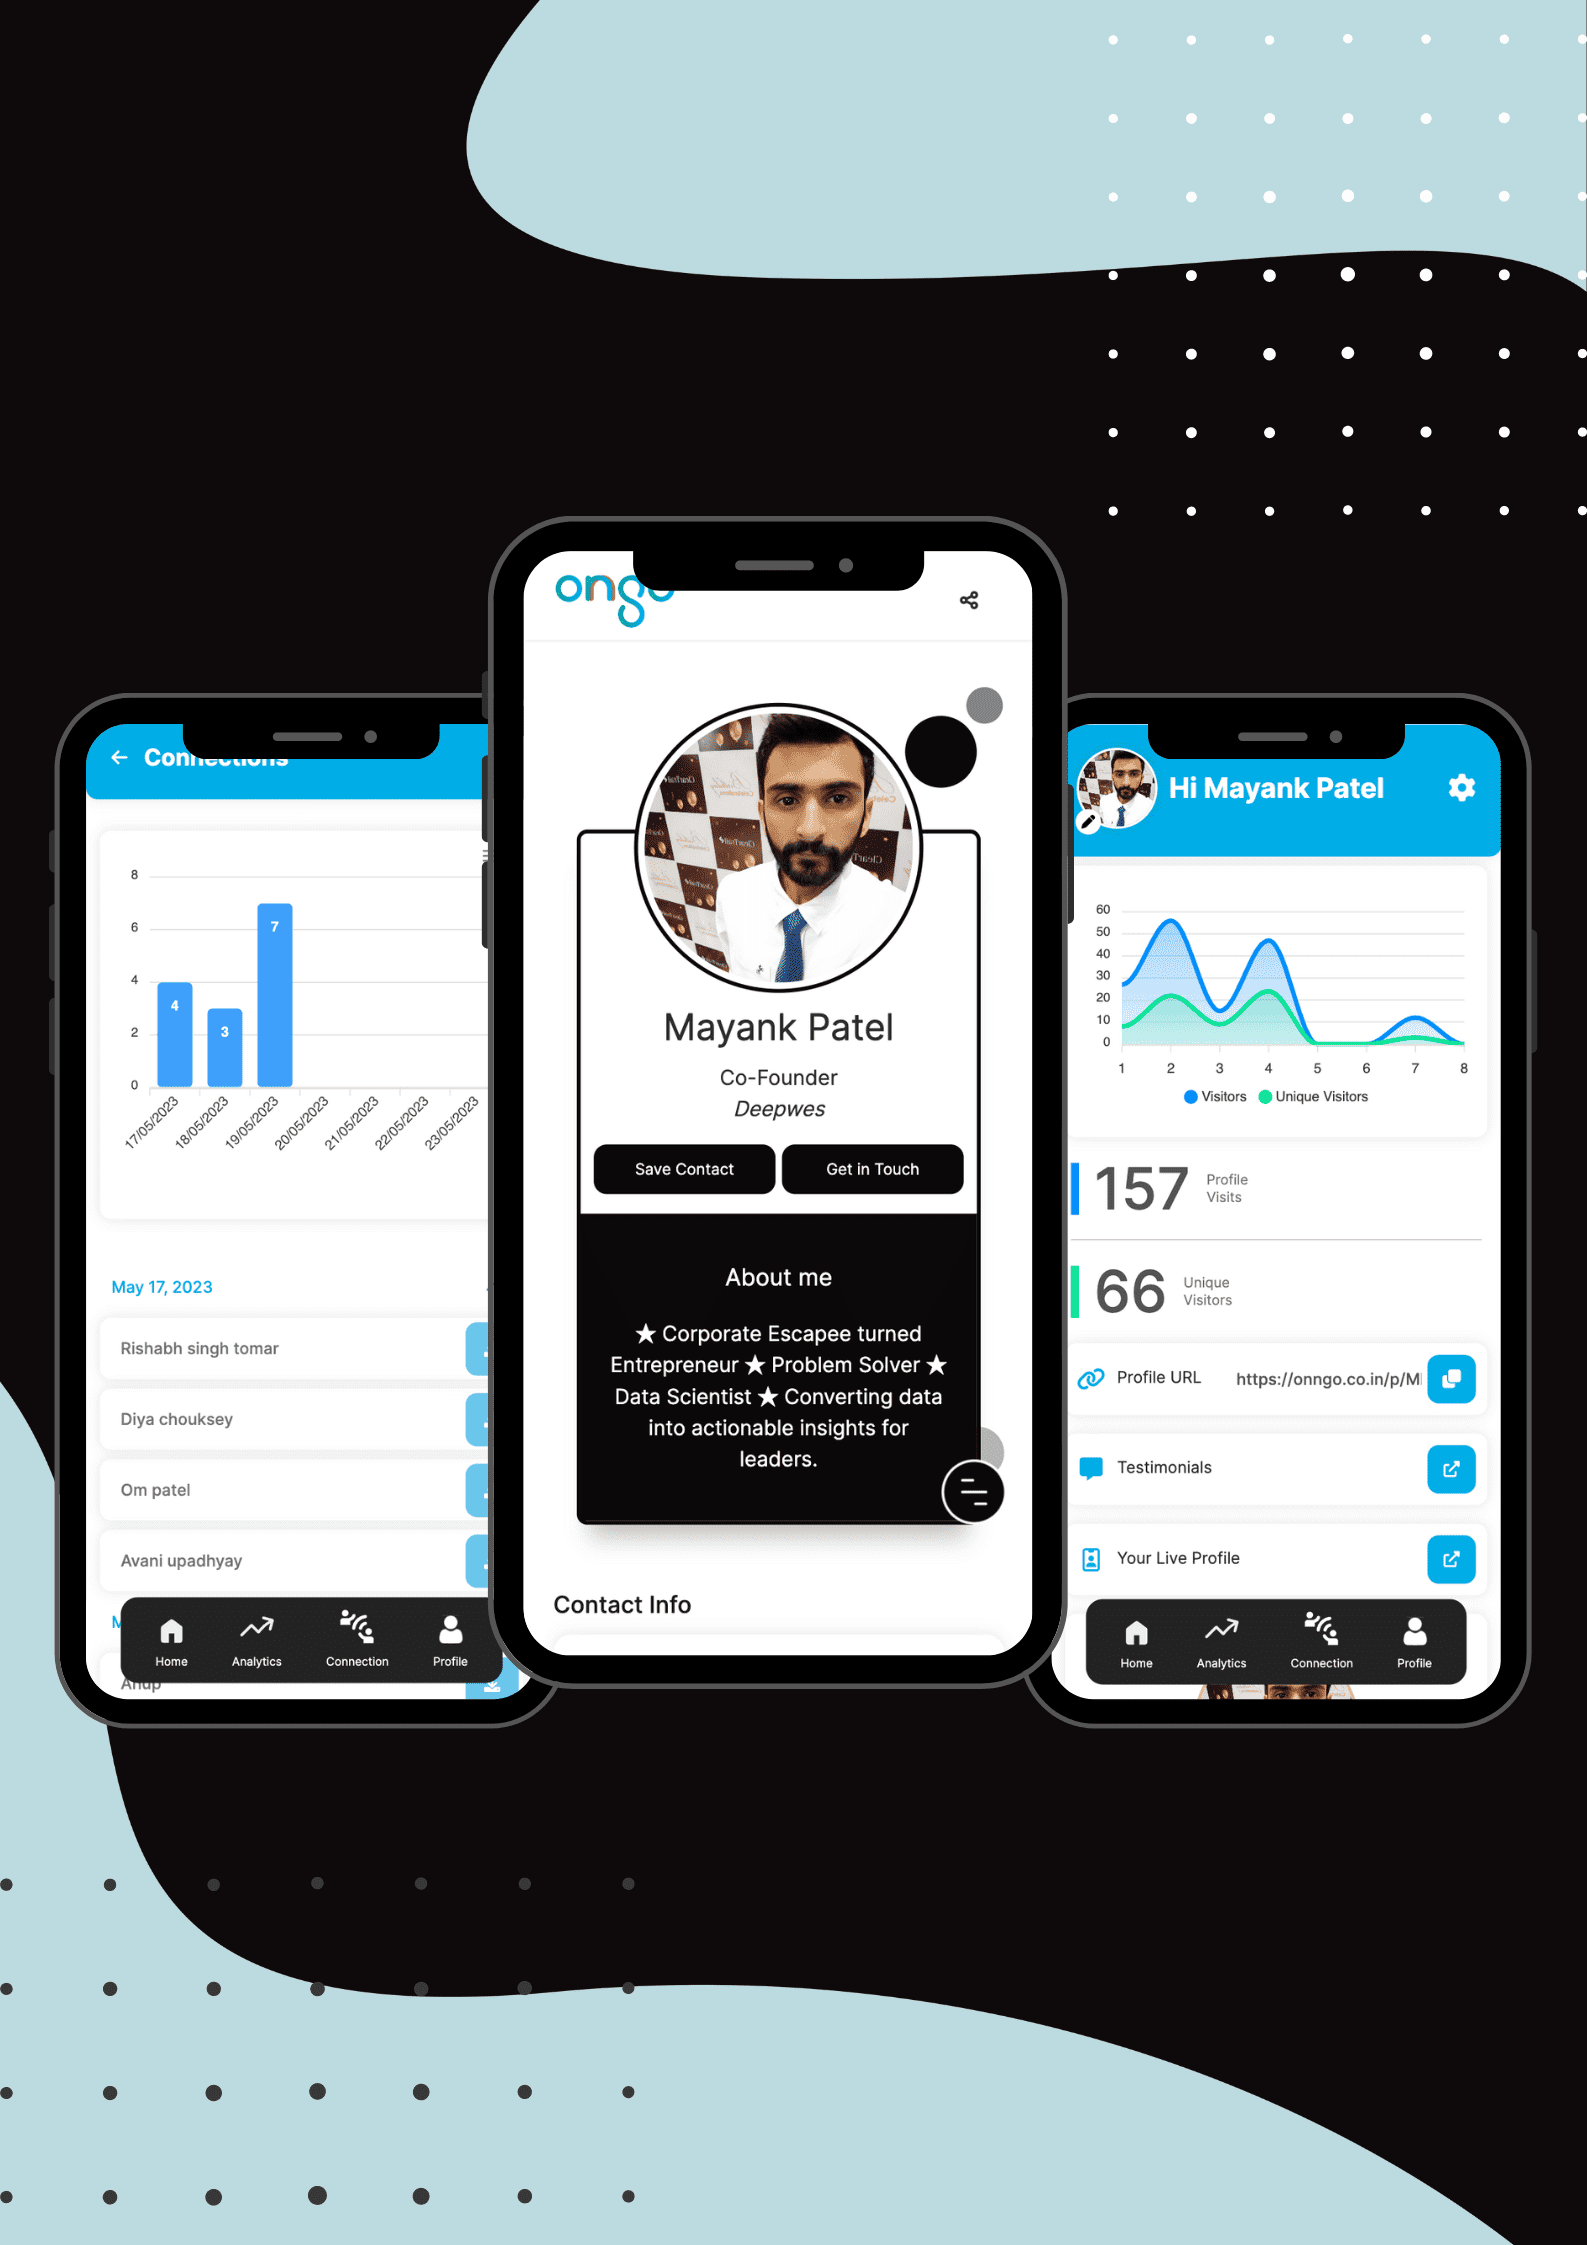 Connections
8
6
4
2
0
4
3
7
17/05/2023
18/05/2023
19/05/2023
20/05/2023
21/05/2023
22/05/2023
23/05/2023
May 17, 2023
Rishabh singh tomar
Diya chouksey
Om patel
Avani upadhyay
M
Anup
Home
Analytics
Connection
Profile
ongo
Mayank Patel
Co-Founder
Deepwes
Save Contact
Get in Touch
About me
★ Corporate Escapee turned
Entrepreneur ★ Problem Solver ★
Data Scientist ★ Converting data
into actionable insights for
leaders.
Contact Info
Hi Mayank Patel
60
50
40
30
20
10
0
1 2 3 4 5 6 7 8
Visitors Unique Visitors
157 Profile
Visits
66 Unique
Visitors
Profile URL https://onngo.co.in/p/M
Testimonials
Your Live Profile
Home
Analytics
Connection
Profile